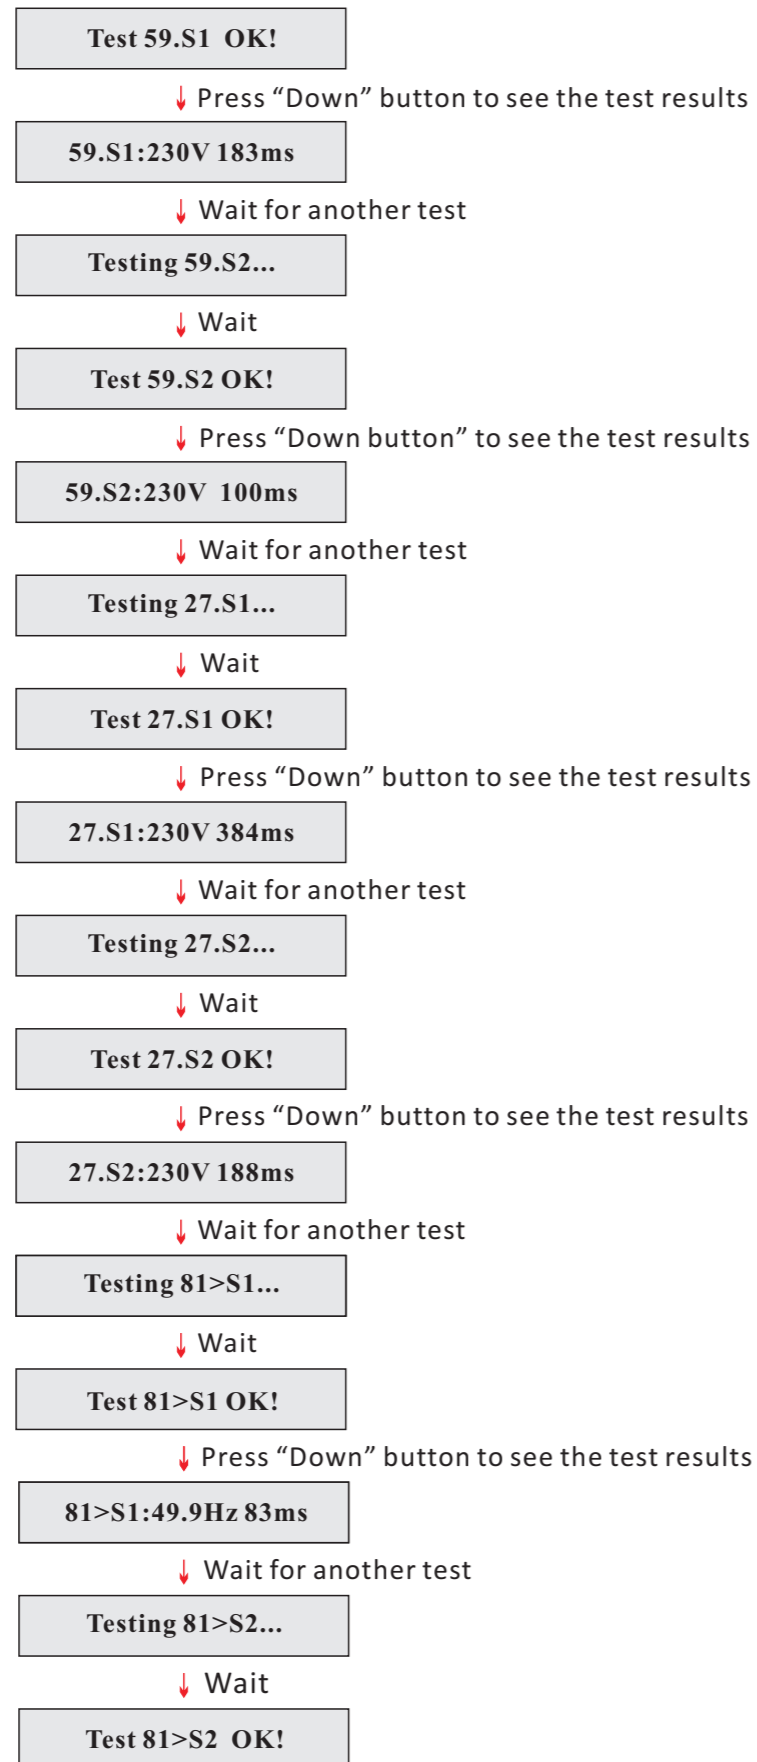 Test 59.S1 OK!
Press “Down” button to see the test results
59.S1:230V 183ms
Wait for another test
Testing 59.S2...
Wait
Test 59.S2 OK!
Press “Down button” to see the test results
59.S2:230V 100ms
Wait for another test
Testing 27.S1...
Wait
Test 27.S1 OK!
Press “Down” button to see the test results
27.S1:230V 384ms
Wait for another test
Testing 27.S2...
Wait
Test 27.S2 OK!
Press “Down” button to see the test results
27.S2:230V 188ms
Wait for another test
Testing 81>S1...
Wait
Test 81>S1 OK!
Press “Down” button to see the test results
81>S1:49.9Hz 83ms
Wait for another test
Testing 81>S2...
Wait
Test 81>S2 OK!